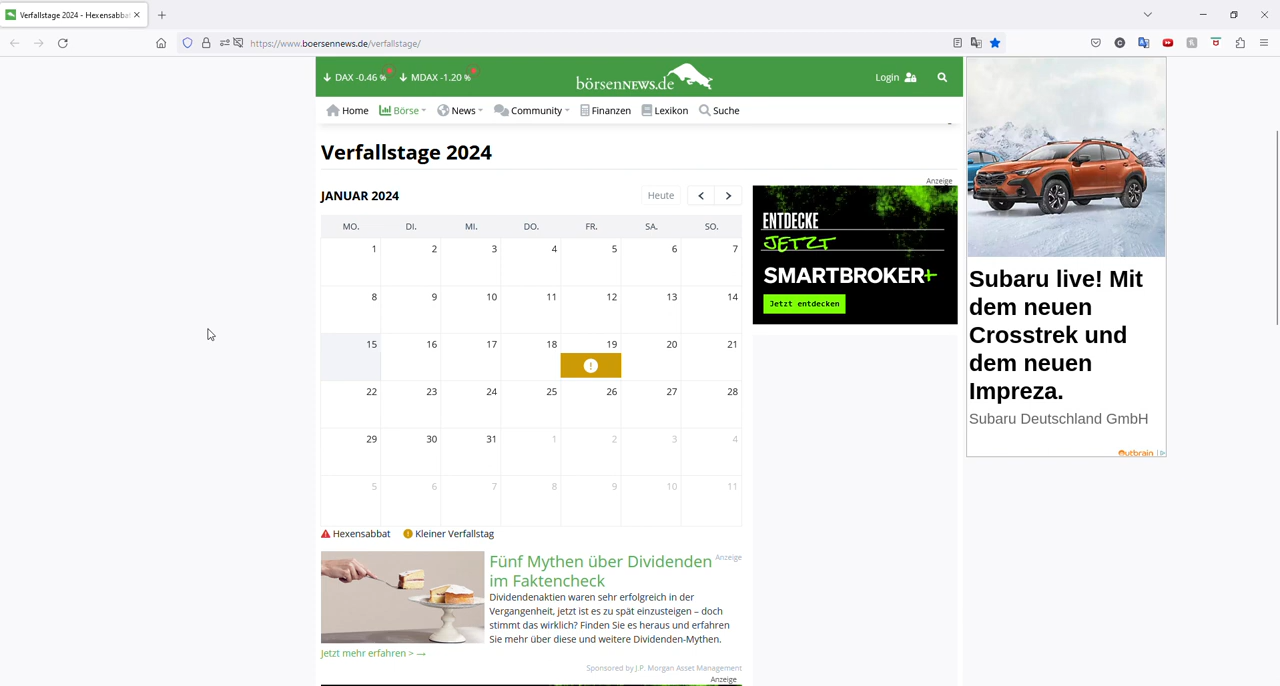 Verfallstage 2024 - Hexensabba
https://www.boersennews.de/verfallstage/
DAX -0.46 %
MDAX -1.20 %
börsenNEWS.de
Login
Home
Börse
News
Community
Finanzen
Lexikon
Suche
Verfallstage 2024
Anzeige
JANUAR 2024
Heute
MO. DI. MI. DO. FR. SA. SO.
1 2 3 4 5 6 7
8 9 10 11 12 13 14
15 16 17 18 19 20 21
!
22 23 24 25 26 27 28
29 30 31 1 2 3 4
5 6 7 8 9 10 11
Hexensabbat
Kleiner Verfallstag
Fünf Mythen über Dividenden
im Faktencheck
Anzeige
Dividendenaktien waren sehr erfolgreich in der
Vergangenheit, jetzt ist es zu spät einzusteigen – doch
stimmt das wirklich? Finden Sie es heraus und erfahren
Sie mehr über diese und weitere Dividenden-Mythen.
Jetzt mehr erfahren > →
Sponsored by J.P. Morgan Asset Management
Anzeige
ENTDECKE
JETZT
SMARTBROKER+
Jetzt entdecken
Subaru live! Mit
dem neuen
Crosstrek und
dem neuen
Impreza.
Subaru Deutschland GmbH
Outbrain